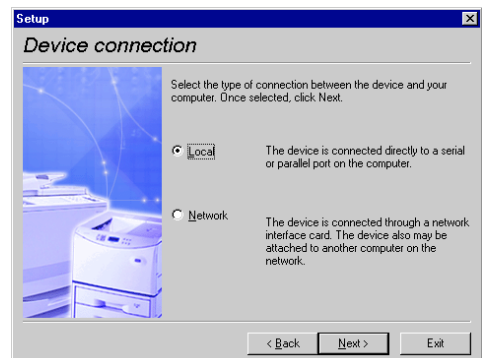 Setup
Device connection
Select the type of connection between the device and your
computer. Once selected, click Next.
Local
The device is connected directly to a serial
or parallel port on the computer.
Network
The device is connected through a network
interface card. The device also may be
attached to another computer on the
network.
< Back
Next >
Exit